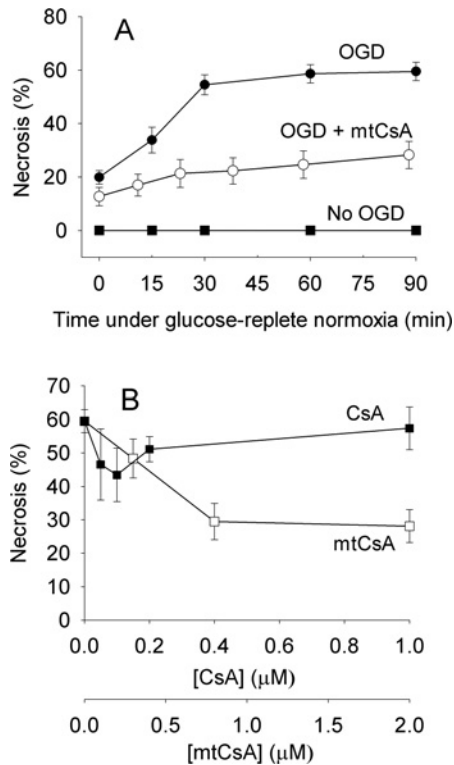 A
80
60
40
20
0
Necrosis (%)
OGD
OGD + mtCsA
No OGD
0 15 30 45 60 75 90
Time under glucose-replete normoxia (min)
B
70
60
50
40
30
20
10
0
Necrosis (%)
CsA
mtCsA
0.0 0.2 0.4 0.6 0.8 1.0
[CsA] (μM)
0.0 0.5 1.0 1.5 2.0
[mtCsA] (μM)